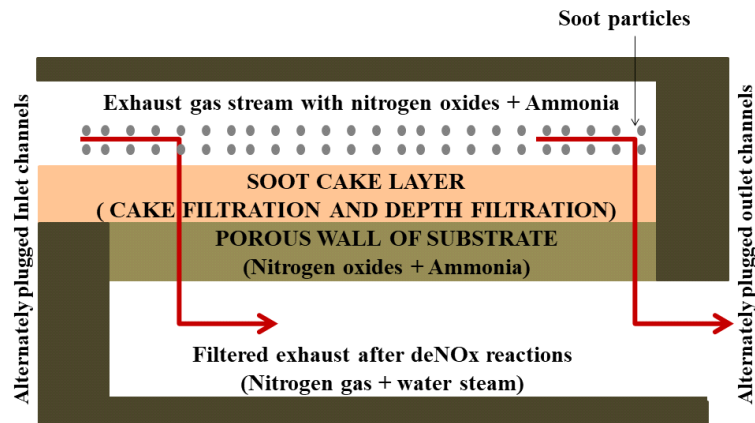 Soot particles
Exhaust gas stream with nitrogen oxides + Ammonia
SOOT CAKE LAYER
( CAKE FILTRATION AND DEPTH FILTRATION)
POROUS WALL OF SUBSTRATE
(Nitrogen oxides + Ammonia)
Filtered exhaust after deNOx reactions
(Nitrogen gas + water steam)
Alternately plugged Inlet channels
Alternately plugged outlet channels